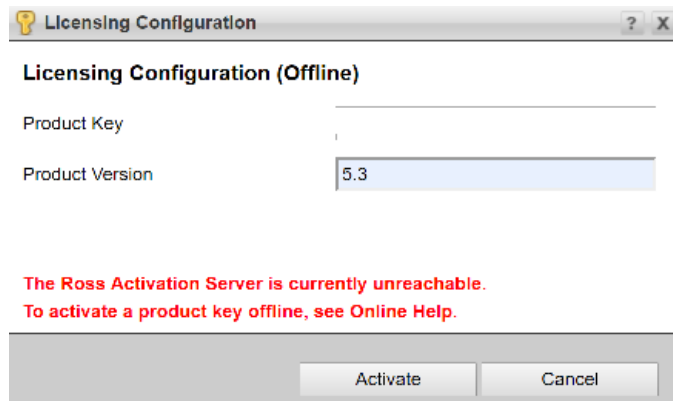 Licensing Configuration
? X
Licensing Configuration (Offline)
Product Key
Product Version 5.3
The Ross Activation Server is currently unreachable.
To activate a product key offline, see Online Help.
Activate Cancel